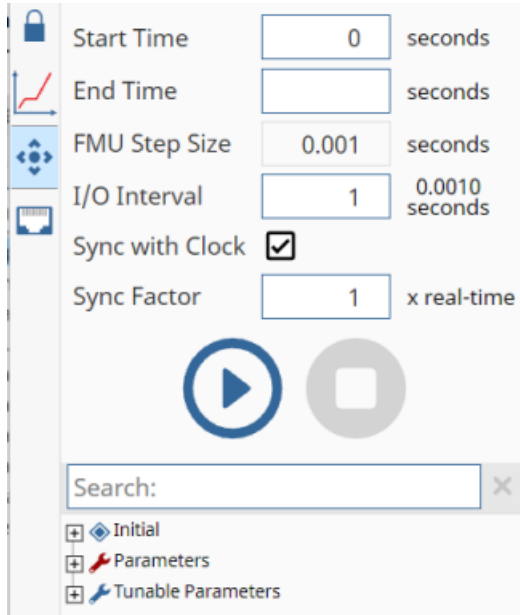 Start Time 0 seconds
End Time seconds
FMU Step Size 0.001 seconds
I/O Interval 1 0.0010 seconds
Sync with Clock
Sync Factor 1 x real-time
Search:
Initial
Parameters
Tunable Parameters